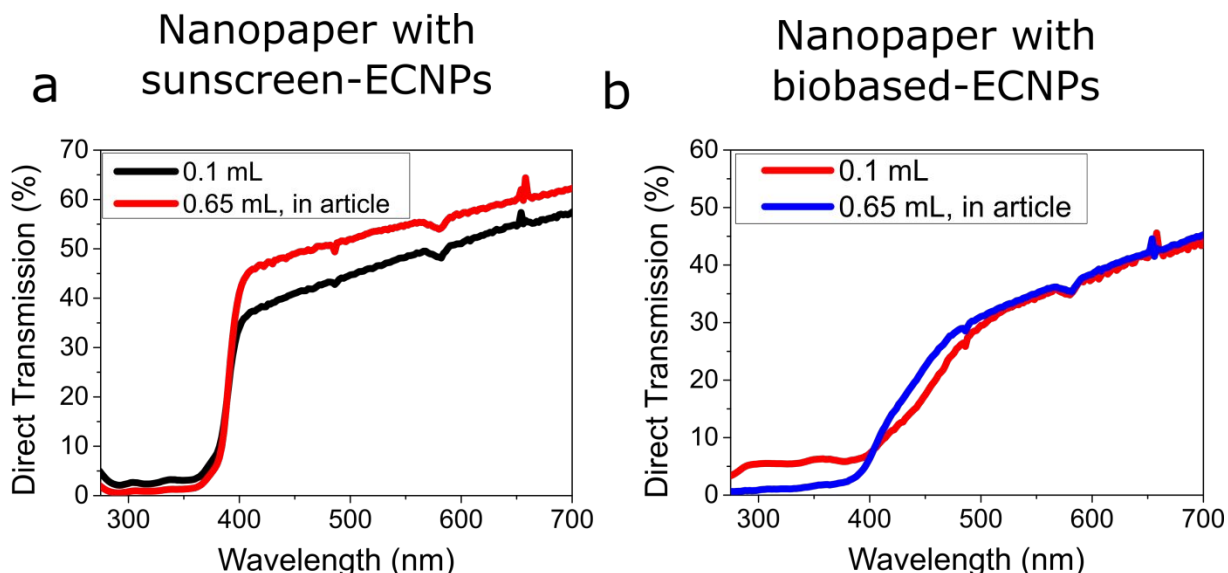 Nanopaper with
sunscreen-ECNPs
a
70
60
50
40
30
20
10
0
Direct Transmission (%)
0.1 mL
0.65 mL, in article
300
400
500
600
700
Wavelength (nm)
Nanopaper with
biobased-ECNPs
b
60
50
40
30
20
10
0
Direct Transmission (%)
0.1 mL
0.65 mL, in article
300
400
500
600
700
Wavelength (nm)